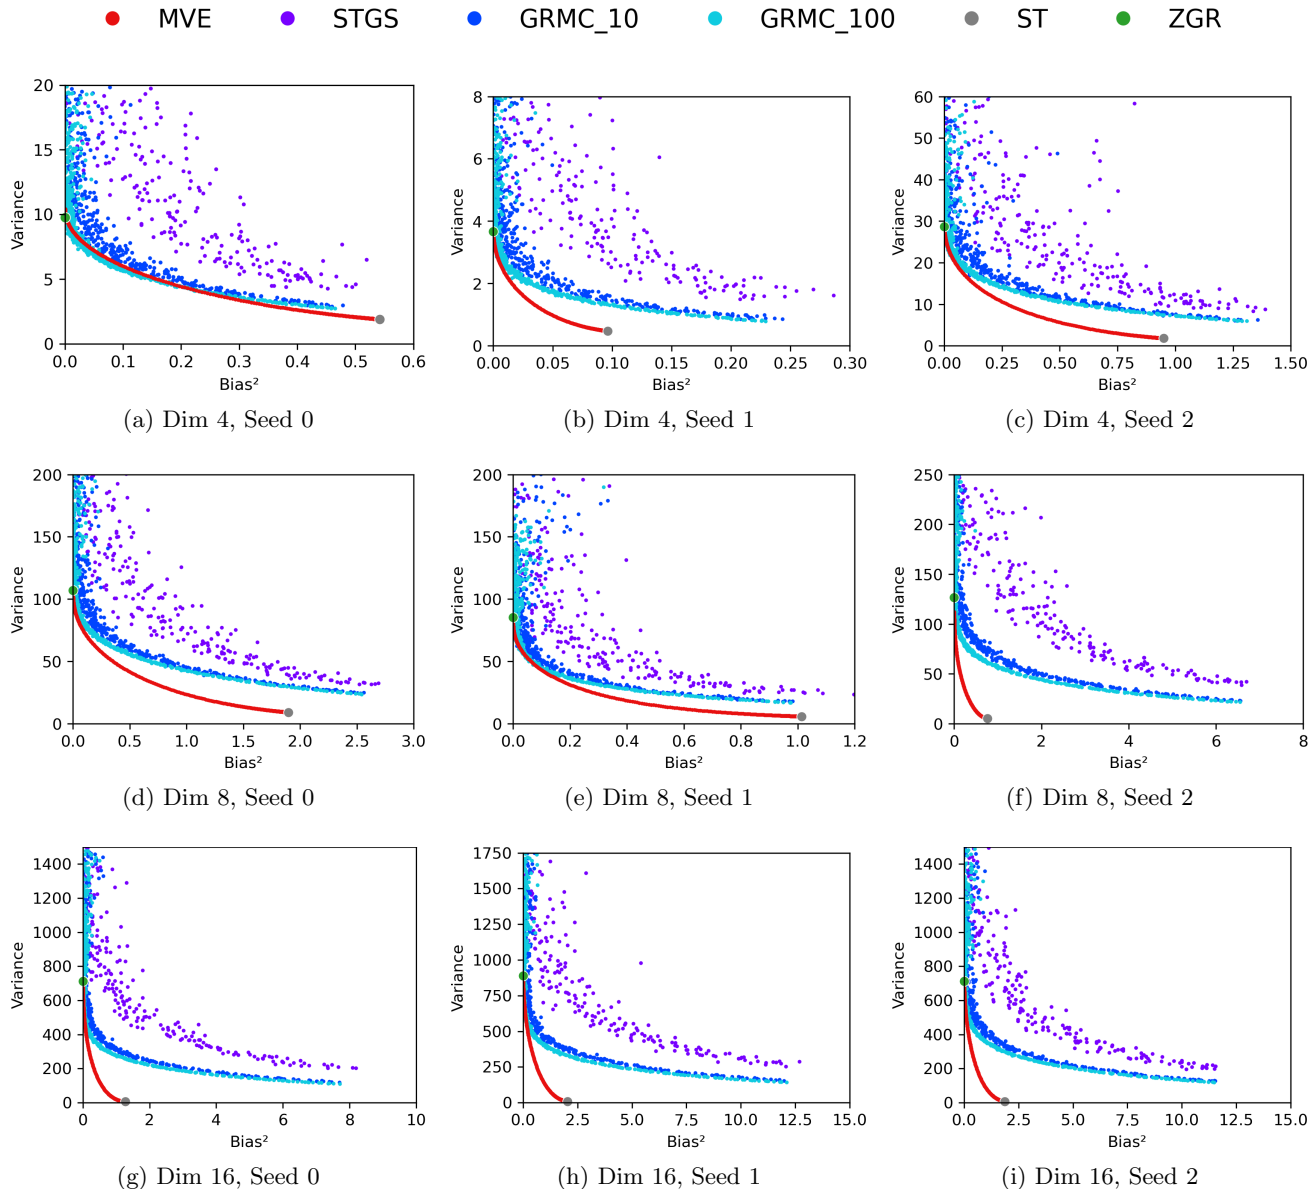 MVE STGS GRMC_10 GRMC_100 ST ZGR
Variance
20
15
10
5
0
0.0 0.1 0.2 0.3 0.4 0.5 0.6
Bias²
(a) Dim 4, Seed 0
Variance
8
6
4
2
0
0.00 0.05 0.10 0.15 0.20 0.25 0.30
Bias²
(b) Dim 4, Seed 1
Variance
60
50
40
30
20
10
0
0.00 0.25 0.50 0.75 1.00 1.25 1.50
Bias²
(c) Dim 4, Seed 2
Variance
200
150
100
50
0
0.0 0.5 1.0 1.5 2.0 2.5 3.0
Bias²
(d) Dim 8, Seed 0
Variance
200
150
100
50
0
0.0 0.2 0.4 0.6 0.8 1.0 1.2
Bias²
(e) Dim 8, Seed 1
Variance
250
200
150
100
50
0
0 2 4 6 8
Bias²
(f) Dim 8, Seed 2
Variance
1400
1200
1000
800
600
400
200
0
0 2 4 6 8 10
Bias²
(g) Dim 16, Seed 0
Variance
1750
1500
1250
1000
750
500
250
0
0.0 2.5 5.0 7.5 10.0 12.5 15.0
Bias²
(h) Dim 16, Seed 1
Variance
1400
1200
1000
800
600
400
200
0
0.0 2.5 5.0 7.5 10.0 12.5 15.0
Bias²
(i) Dim 16, Seed 2